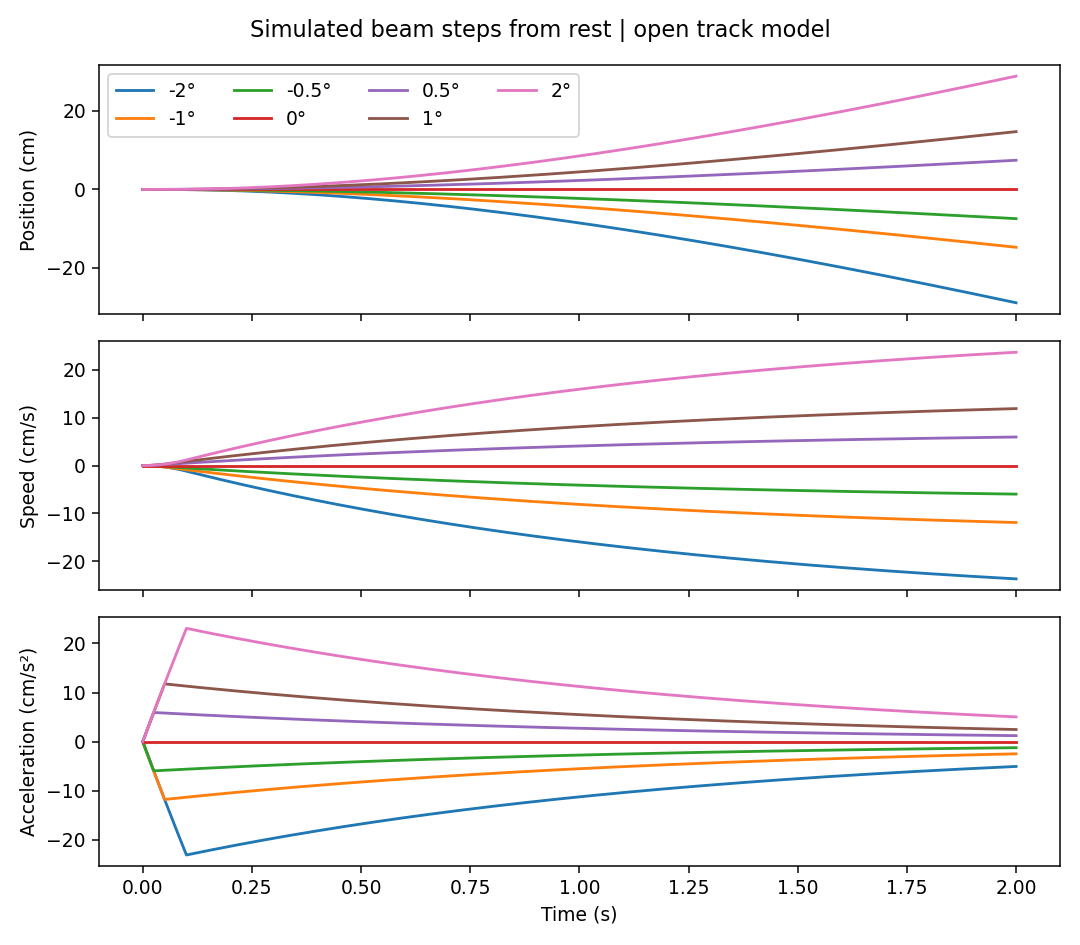 Simulated beam steps from rest | open track model
-2° -0.5° 0.5° 2°
-1° 0° 1°
Position (cm)
20
0
−20
Speed (cm/s)
20
10
0
−10
−20
Acceleration (cm/s²)
20
10
0
−10
−20
0.00 0.25 0.50 0.75 1.00 1.25 1.50 1.75 2.00
Time (s)